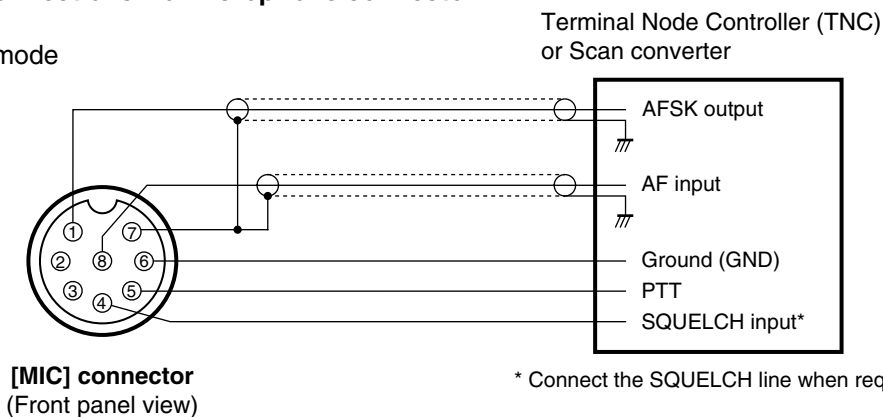 mode
Terminal Node Controller (TNC)
or Scan converter
AFSK output
AF input
Ground (GND)
PTT
SQUELCH input*
① ⑦
② ⑧ ⑥
③ ④ ⑤
[MIC] connector
(Front panel view)
* Connect the SQUELCH line when req